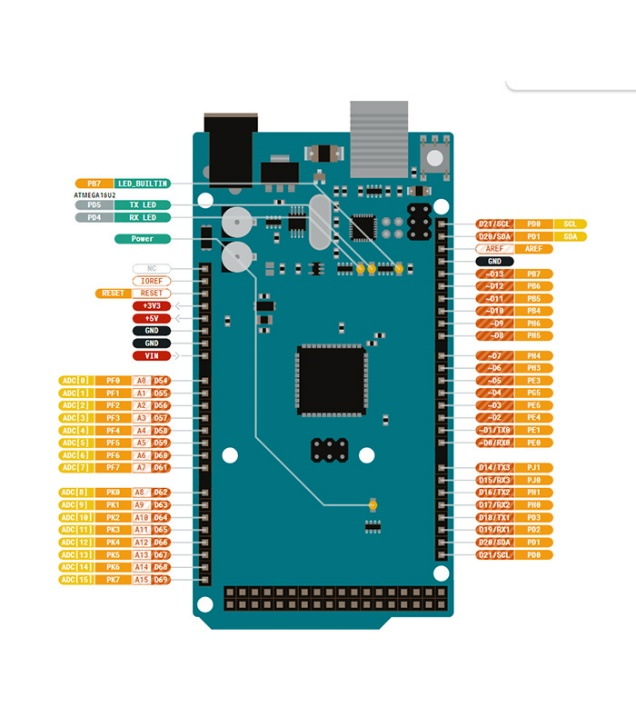 PB7 LED_BUILTIN
ATMEGA16U2
PD5 TX LED
PD4 RX LED
Power
NC
IOREF
RESET RESET
+3V3
+5V
GND
GND
VIN
ADC[0] PF0 A0 D54
ADC[1] PF1 A1 D55
ADC[2] PF2 A2 D56
ADC[3] PF3 A3 D57
ADC[4] PF4 A4 D58
ADC[5] PF5 A5 D59
ADC[6] PF6 A6 D60
ADC[7] PF7 A7 D61
ADC[8] PK0 A8 D62
ADC[9] PK1 A9 D63
ADC[10] PK2 A10 D64
ADC[11] PK3 A11 D65
ADC[12] PK4 A12 D66
ADC[13] PK5 A13 D67
ADC[14] PK6 A14 D68
ADC[15] PK7 A15 D69
D21/SCL PD0 SCL
D20/SDA PD1 SDA
AREF AREF
GND
~D13 PB7
~D12 PB6
~D11 PB5
~D10 PB4
~D9 PH6
~D8 PH5
~D7 PH4
~D6 PH3
~D5 PE3
~D4 PG5
~D3 PE5
~D2 PE4
~D1/TX0 PE1
~D0/RX0 PE0
D14/TX3 PJ1
D15/RX3 PJ0
D16/TX2 PH1
D17/RX2 PH0
D18/TX1 PD3
D19/RX1 PD2
D20/SDA PD1
D21/SCL PD0